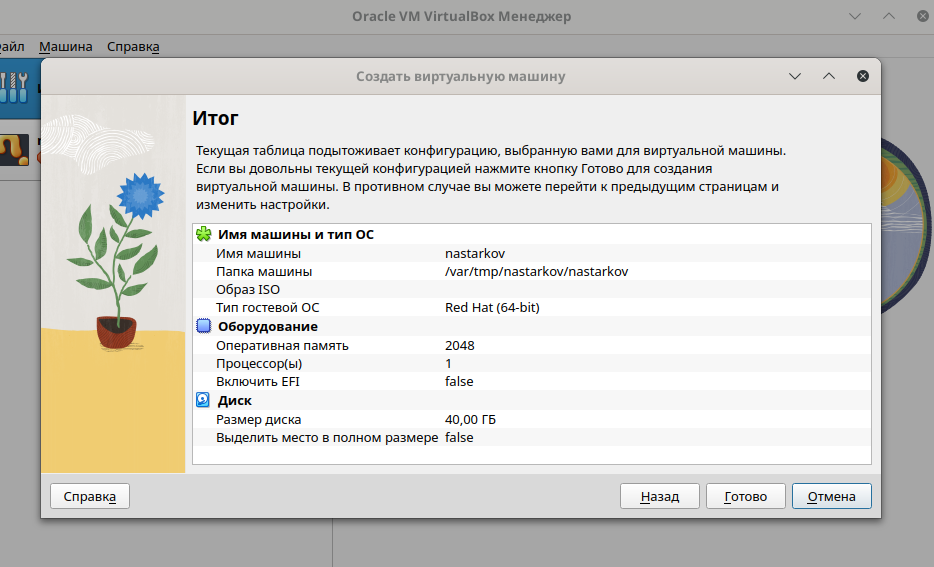 Oracle VM VirtualBox Менеджер
айл Машина Справка
Создать виртуальную машину
Итог
Текущая таблица подытоживает конфигурацию, выбранную вами для виртуальной машины.
Если вы довольны текущей конфигурацией нажмите кнопку Готово для создания
виртуальной машины. В противном случае вы можете перейти к предыдущим страницам и
изменить настройки.
Имя машины и тип ОС
Имя машины nastarkov
Папка машины /var/tmp/nastarkov/nastarkov
Образ ISO
Тип гостевой ОС Red Hat (64-bit)
Оборудование
Оперативная память 2048
Процессор(ы) 1
Включить EFI false
Диск
Размер диска 40,00 ГБ
Выделить место в полном размере false
Справка Назад Готово Отмена